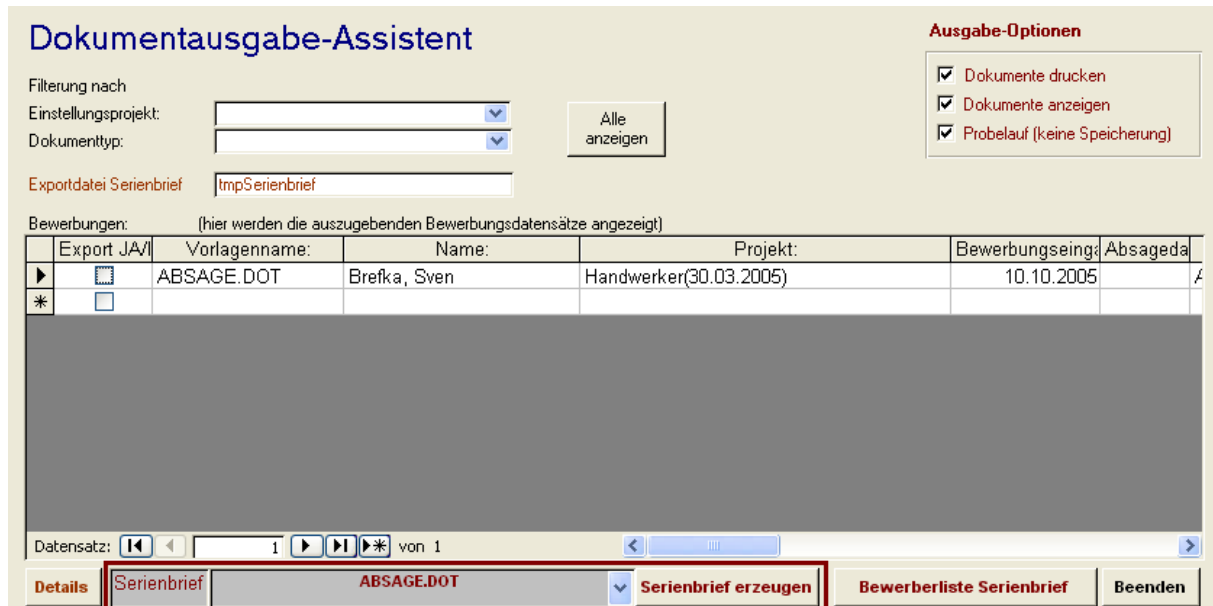 Dokumentausgabe-Assistent
Ausgabe-Optionen
Filterung nach
Einstellungsprojekt:
Dokumenttyp:
Alle
anzeigen
Dokumente drucken
Dokumente anzeigen
Probelauf (keine Speicherung)
Exportdatei Serienbrief tmpSerienbrief
Bewerbungen: (hier werden die auszugebenden Bewerbungsdatensätze angezeigt)
Export JA/I Vorlagenname: Name: Projekt: Bewerbungseinga Absageda
ABSAGE.DOT Brefka, Sven Handwerker(30.03.2005) 10.10.2005 A
Datensatz: 1 von 1
Details Serienbrief ABSAGE.DOT Serienbrief erzeugen Bewerberliste Serienbrief Beenden